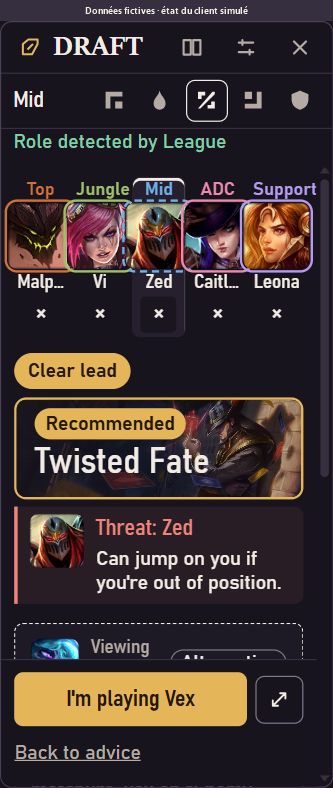 Données fictives · état du client simulé
DRAFT
Mid
Role detected by League
Top Jungle Mid ADC Support
Malp... Vi Zed Caitl... Leona
× × × × ×
Clear lead
Recommended
Twisted Fate
Threat: Zed
Can jump on you if
you're out of position.
Viewing
I'm playing Vex
Back to advice